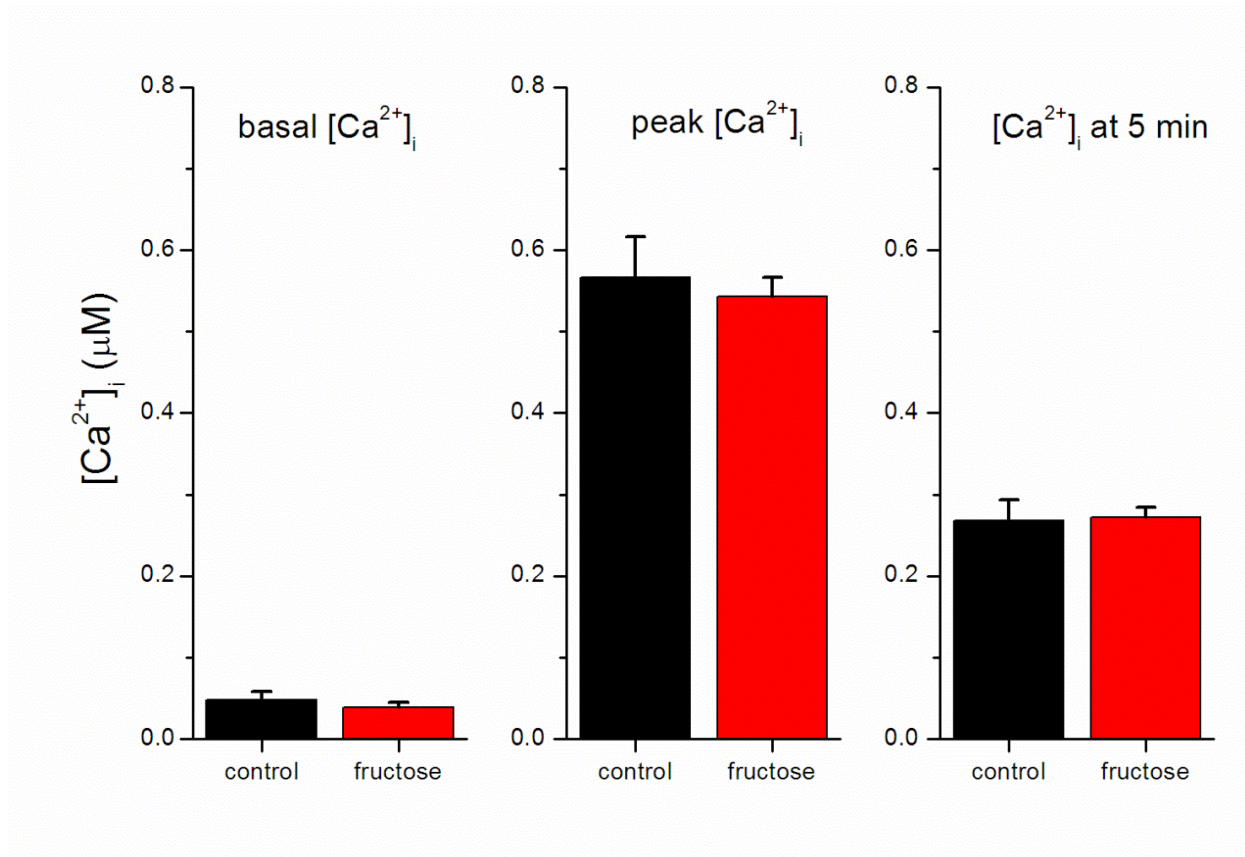 [Ca²⁺]ᵢ (μM)
basal [Ca²⁺]ᵢ
0.8
0.6
0.4
0.2
0.0
control fructose
peak [Ca²⁺]ᵢ
0.8
0.6
0.4
0.2
0.0
control fructose
[Ca²⁺]ᵢ at 5 min
0.8
0.6
0.4
0.2
0.0
control fructose